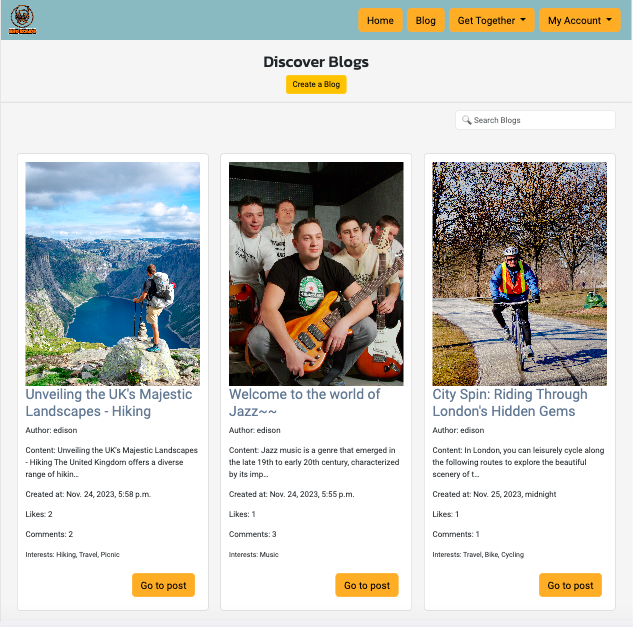 Home
Blog
Get Together
My Account
Discover Blogs
Create a Blog
Search Blogs
Unveiling the UK's Majestic
Landscapes - Hiking
Author: edison
Content: Unveiling the UK's Majestic Landscapes
- Hiking The United Kingdom offers a diverse
range of hikin...
Created at: Nov. 24, 2023, 5:58 p.m.
Likes: 2
Comments: 2
Interests: Hiking, Travel, Picnic
Go to post
Welcome to the world of
Jazz~~
Author: edison
Content: Jazz music is a genre that emerged in
the late 19th to early 20th century, characterized
by its imp...
Created at: Nov. 24, 2023, 5:55 p.m.
Likes: 1
Comments: 3
Interests: Music
Go to post
City Spin: Riding Through
London's Hidden Gems
Author: edison
Content: In London, you can leisurely cycle along
the following routes to explore the beautiful
scenery of t...
Created at: Nov. 25, 2023, midnight
Likes: 1
Comments: 1
Interests: Travel, Bike, Cycling
Go to post